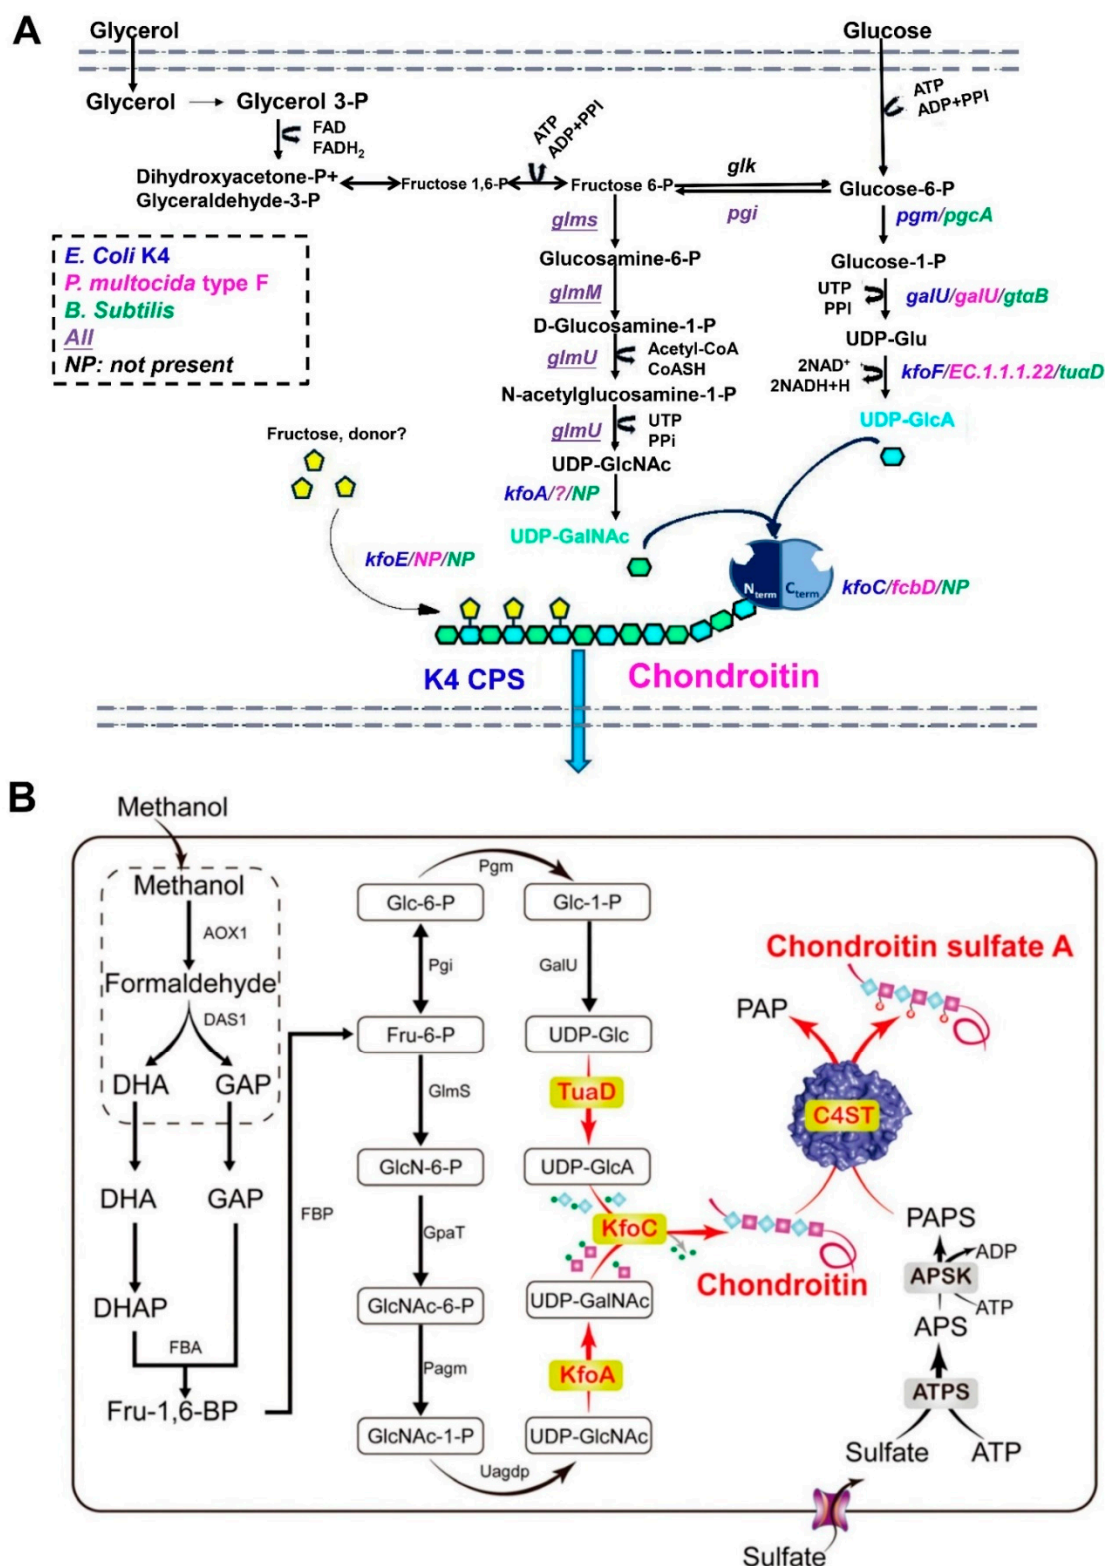 A
Glycerol
Glucose
Glycerol
Glycerol 3-P
FAD
FADH2
ATP
ADP+PPI
ATP
ADP+PPI
Dihydroxyacetone-P+
Glyceraldehyde-3-P
Fructose 1,6-P
Fructose 6-P
glk
pgi
Glucose-6-P
E. Coli K4
P. multocida type F
B. Subtilis
All
NP: not present
glms
Glucosamine-6-P
glmM
D-Glucosamine-1-P
glmU
Acetyl-CoA
CoASH
N-acetylglucosamine-1-P
glmU
UTP
PPi
UDP-GlcNAc
kfoA/?/NP
UDP-GalNAc
pgm/pgcA
Glucose-1-P
UTP
PPI
galU/galU/gtaB
UDP-Glu
2NAD+
2NADH+H
kfoF/EC.1.1.1.22/tuaD
UDP-GlcA
Fructose, donor?
kfoE/NP/NP
Nterm
Cterm
kfoC/fcbD/NP
K4 CPS
Chondroitin
B
Methanol
Methanol
AOX1
Formaldehyde
DAS1
DHA
GAP
DHA
GAP
DHAP
FBA
Fru-1,6-BP
FBP
Pgm
Glc-6-P
Glc-1-P
Pgi
GalU
Fru-6-P
UDP-Glc
GlmS
TuaD
GlcN-6-P
UDP-GlcA
GpaT
KfoC
GlcNAc-6-P
UDP-GalNAc
Pagm
KfoA
GlcNAc-1-P
UDP-GlcNAc
Uagdp
Chondroitin
Chondroitin sulfate A
PAP
C4ST
PAPS
ADP
APSK
ATP
APS
ATPS
Sulfate
ATP
Sulfate